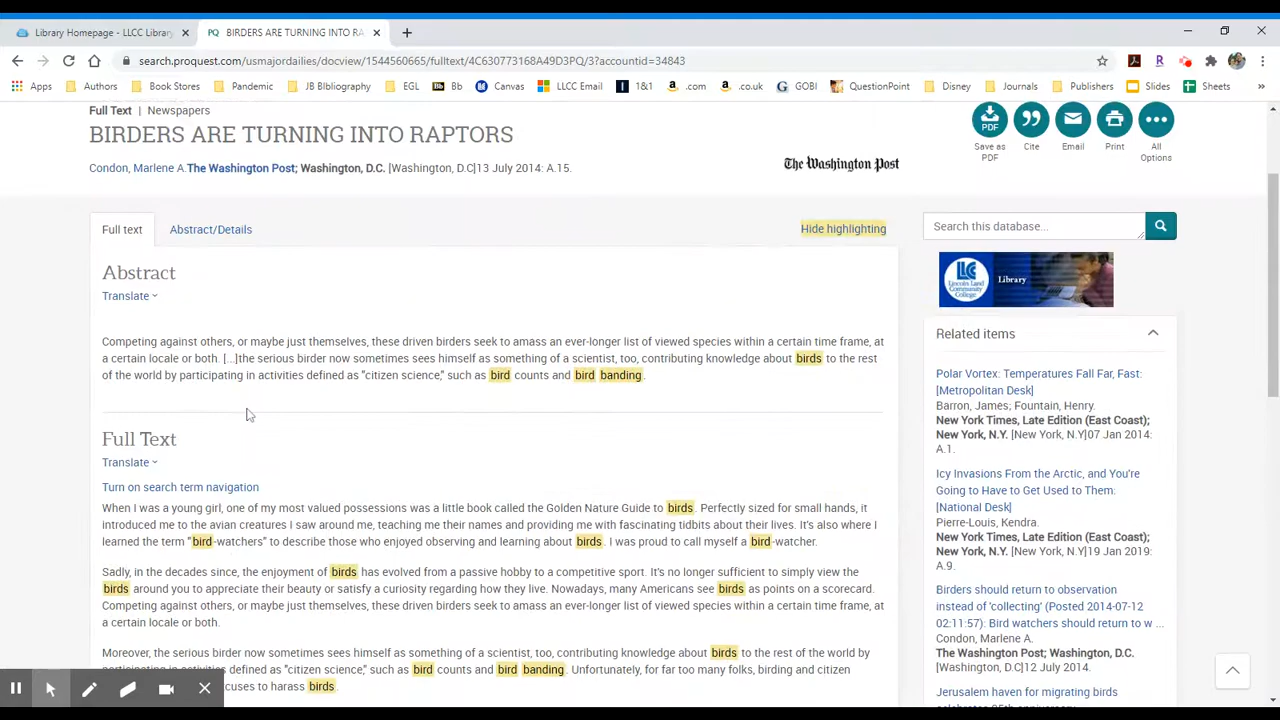 Library Homepage - LLCC Library
PQ BIRDERS ARE TURNING INTO RA
search.proquest.com/usmajordailies/docview/1544560665/fulltext/4C630773168A49D3PQ/3?accountid=34843
Apps Authors Book Stores Pandemic JB BIbliography EGL Bb Bb Canvas LLCC Email 1&1 .com .co.uk GOBI QuestionPoint Disney Journals Publishers Slides Sheets »
Full Text | Newspapers
BIRDERS ARE TURNING INTO RAPTORS
Condon, Marlene A. The Washington Post; Washington, D.C. [Washington, D.C]13 July 2014: A.15.
The Washington Post
PDF
Save as PDF
Cite
Email
Print
All Options
Full text
Abstract/Details
Hide highlighting
Abstract
Translate
Competing against others, or maybe just themselves, these driven birders seek to amass an ever-longer list of viewed species within a certain time frame, at
a certain locale or both. [...]the serious birder now sometimes sees himself as something of a scientist, too, contributing knowledge about birds to the rest
of the world by participating in activities defined as "citizen science," such as bird counts and bird banding.
Full Text
Translate
Turn on search term navigation
When I was a young girl, one of my most valued possessions was a little book called the Golden Nature Guide to birds. Perfectly sized for small hands, it
introduced me to the avian creatures I saw around me, teaching me their names and providing me with fascinating tidbits about their lives. It's also where I
learned the term "bird-watchers" to describe those who enjoyed observing and learning about birds. I was proud to call myself a bird-watcher.
Sadly, in the decades since, the enjoyment of birds has evolved from a passive hobby to a competitive sport. It's no longer sufficient to simply view the
birds around you to appreciate their beauty or satisfy a curiosity regarding how they live. Nowadays, many Americans see birds as points on a scorecard.
Competing against others, or maybe just themselves, these driven birders seek to amass an ever-longer list of viewed species within a certain time frame, at
a certain locale or both.
Moreover, the serious birder now sometimes sees himself as something of a scientist, too, contributing knowledge about birds to the rest of the world by
participating in activities defined as "citizen science," such as bird counts and bird banding. Unfortunately, for far too many folks, birding and citizen
cuses to harass birds.
Search this database...
LLCC Library
Lincoln Land Community College
Related items
Polar Vortex: Temperatures Fall Far, Fast:
[Metropolitan Desk]
Barron, James; Fountain, Henry.
New York Times, Late Edition (East Coast);
New York, N.Y. [New York, N.Y]07 Jan 2014:
A.1.
Icy Invasions From the Arctic, and You're
Going to Have to Get Used to Them:
[National Desk]
Pierre-Louis, Kendra.
New York Times, Late Edition (East Coast);
New York, N.Y. [New York, N.Y]19 Jan 2019:
A.9.
Birders should return to observation
instead of 'collecting' (Posted 2014-07-12
02:11:57): Bird watchers should return to w ...
Condon, Marlene A.
The Washington Post; Washington, D.C.
[Washington, D.C]12 July 2014.
Jerusalem haven for migrating birds